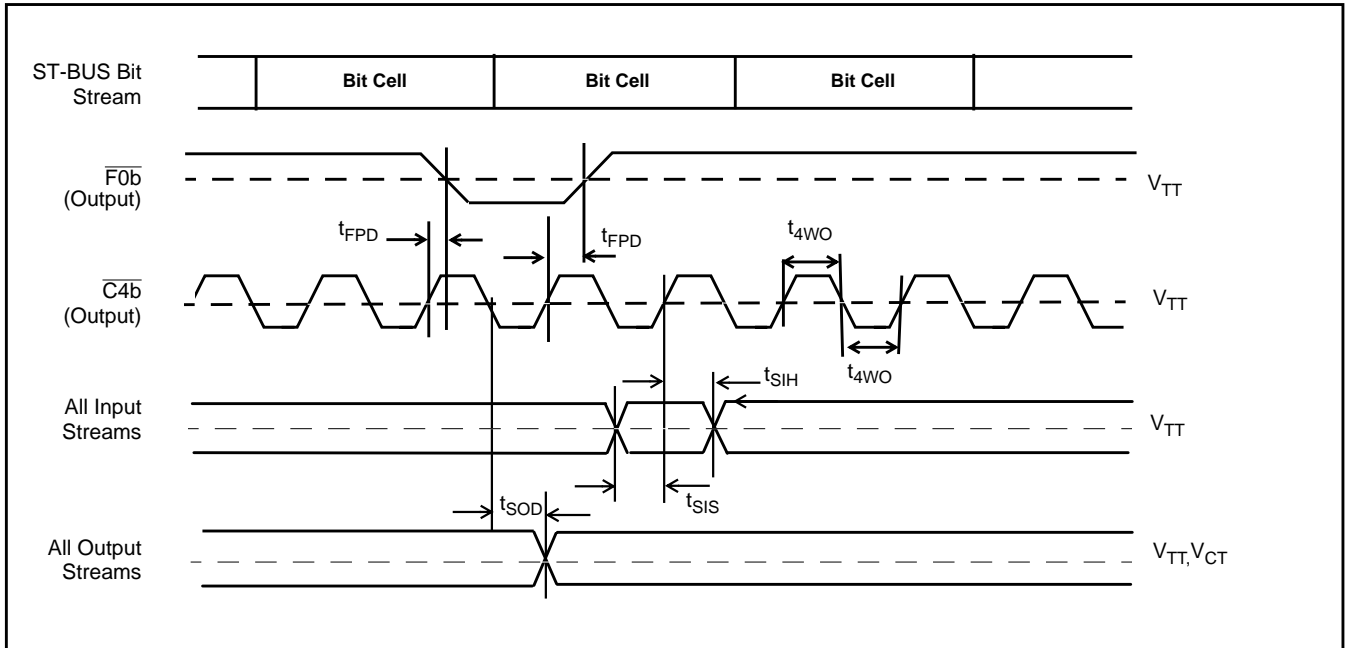 ST-BUS Bit
Stream
Bit Cell
Bit Cell
Bit Cell
F0b
(Output)
VTT
tFPD
tFPD
t4WO
C4b
(Output)
VTT
t4WO
tSIH
All Input
Streams
VTT
tSOD
tSIS
All Output
Streams
VTT,VCT